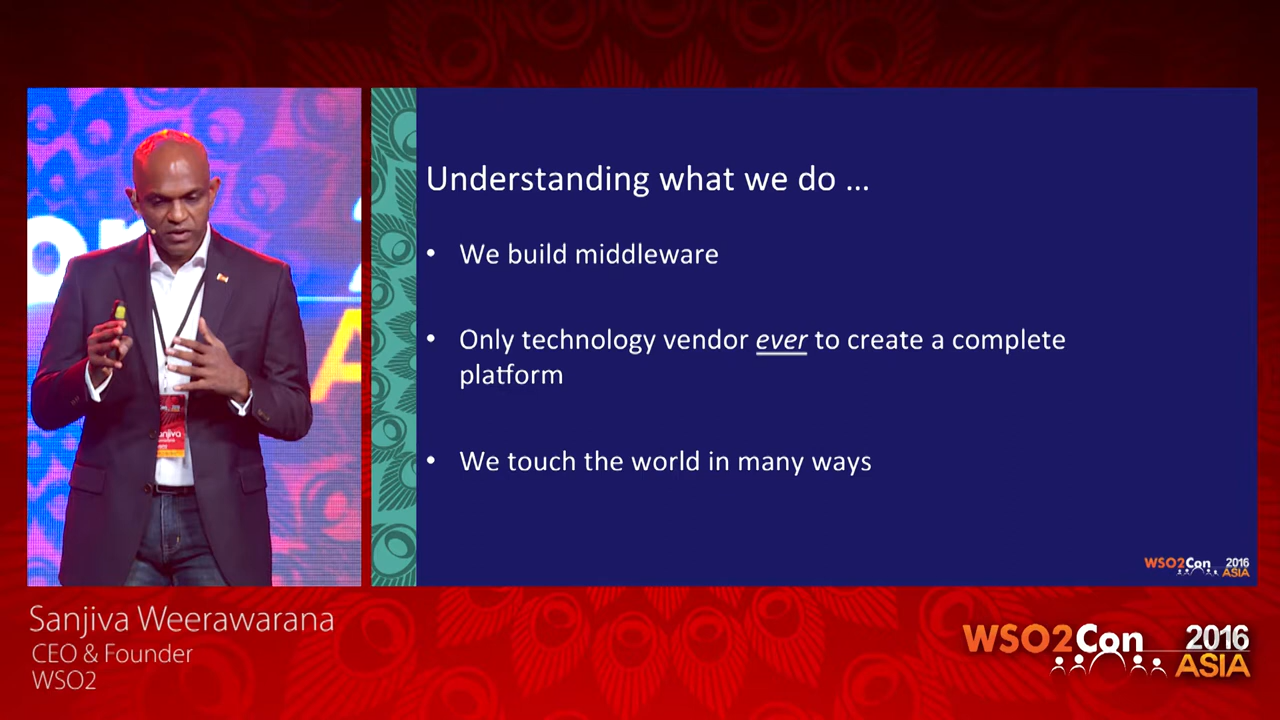 Understanding what we do ...
• We build middleware
• Only technology vendor ever to create a complete
platform
• We touch the world in many ways
WSO2Con 2016
ASIA
Sanjiva Weerawarana
CEO & Founder
WSO2
WSO2Con 2016
ASIA